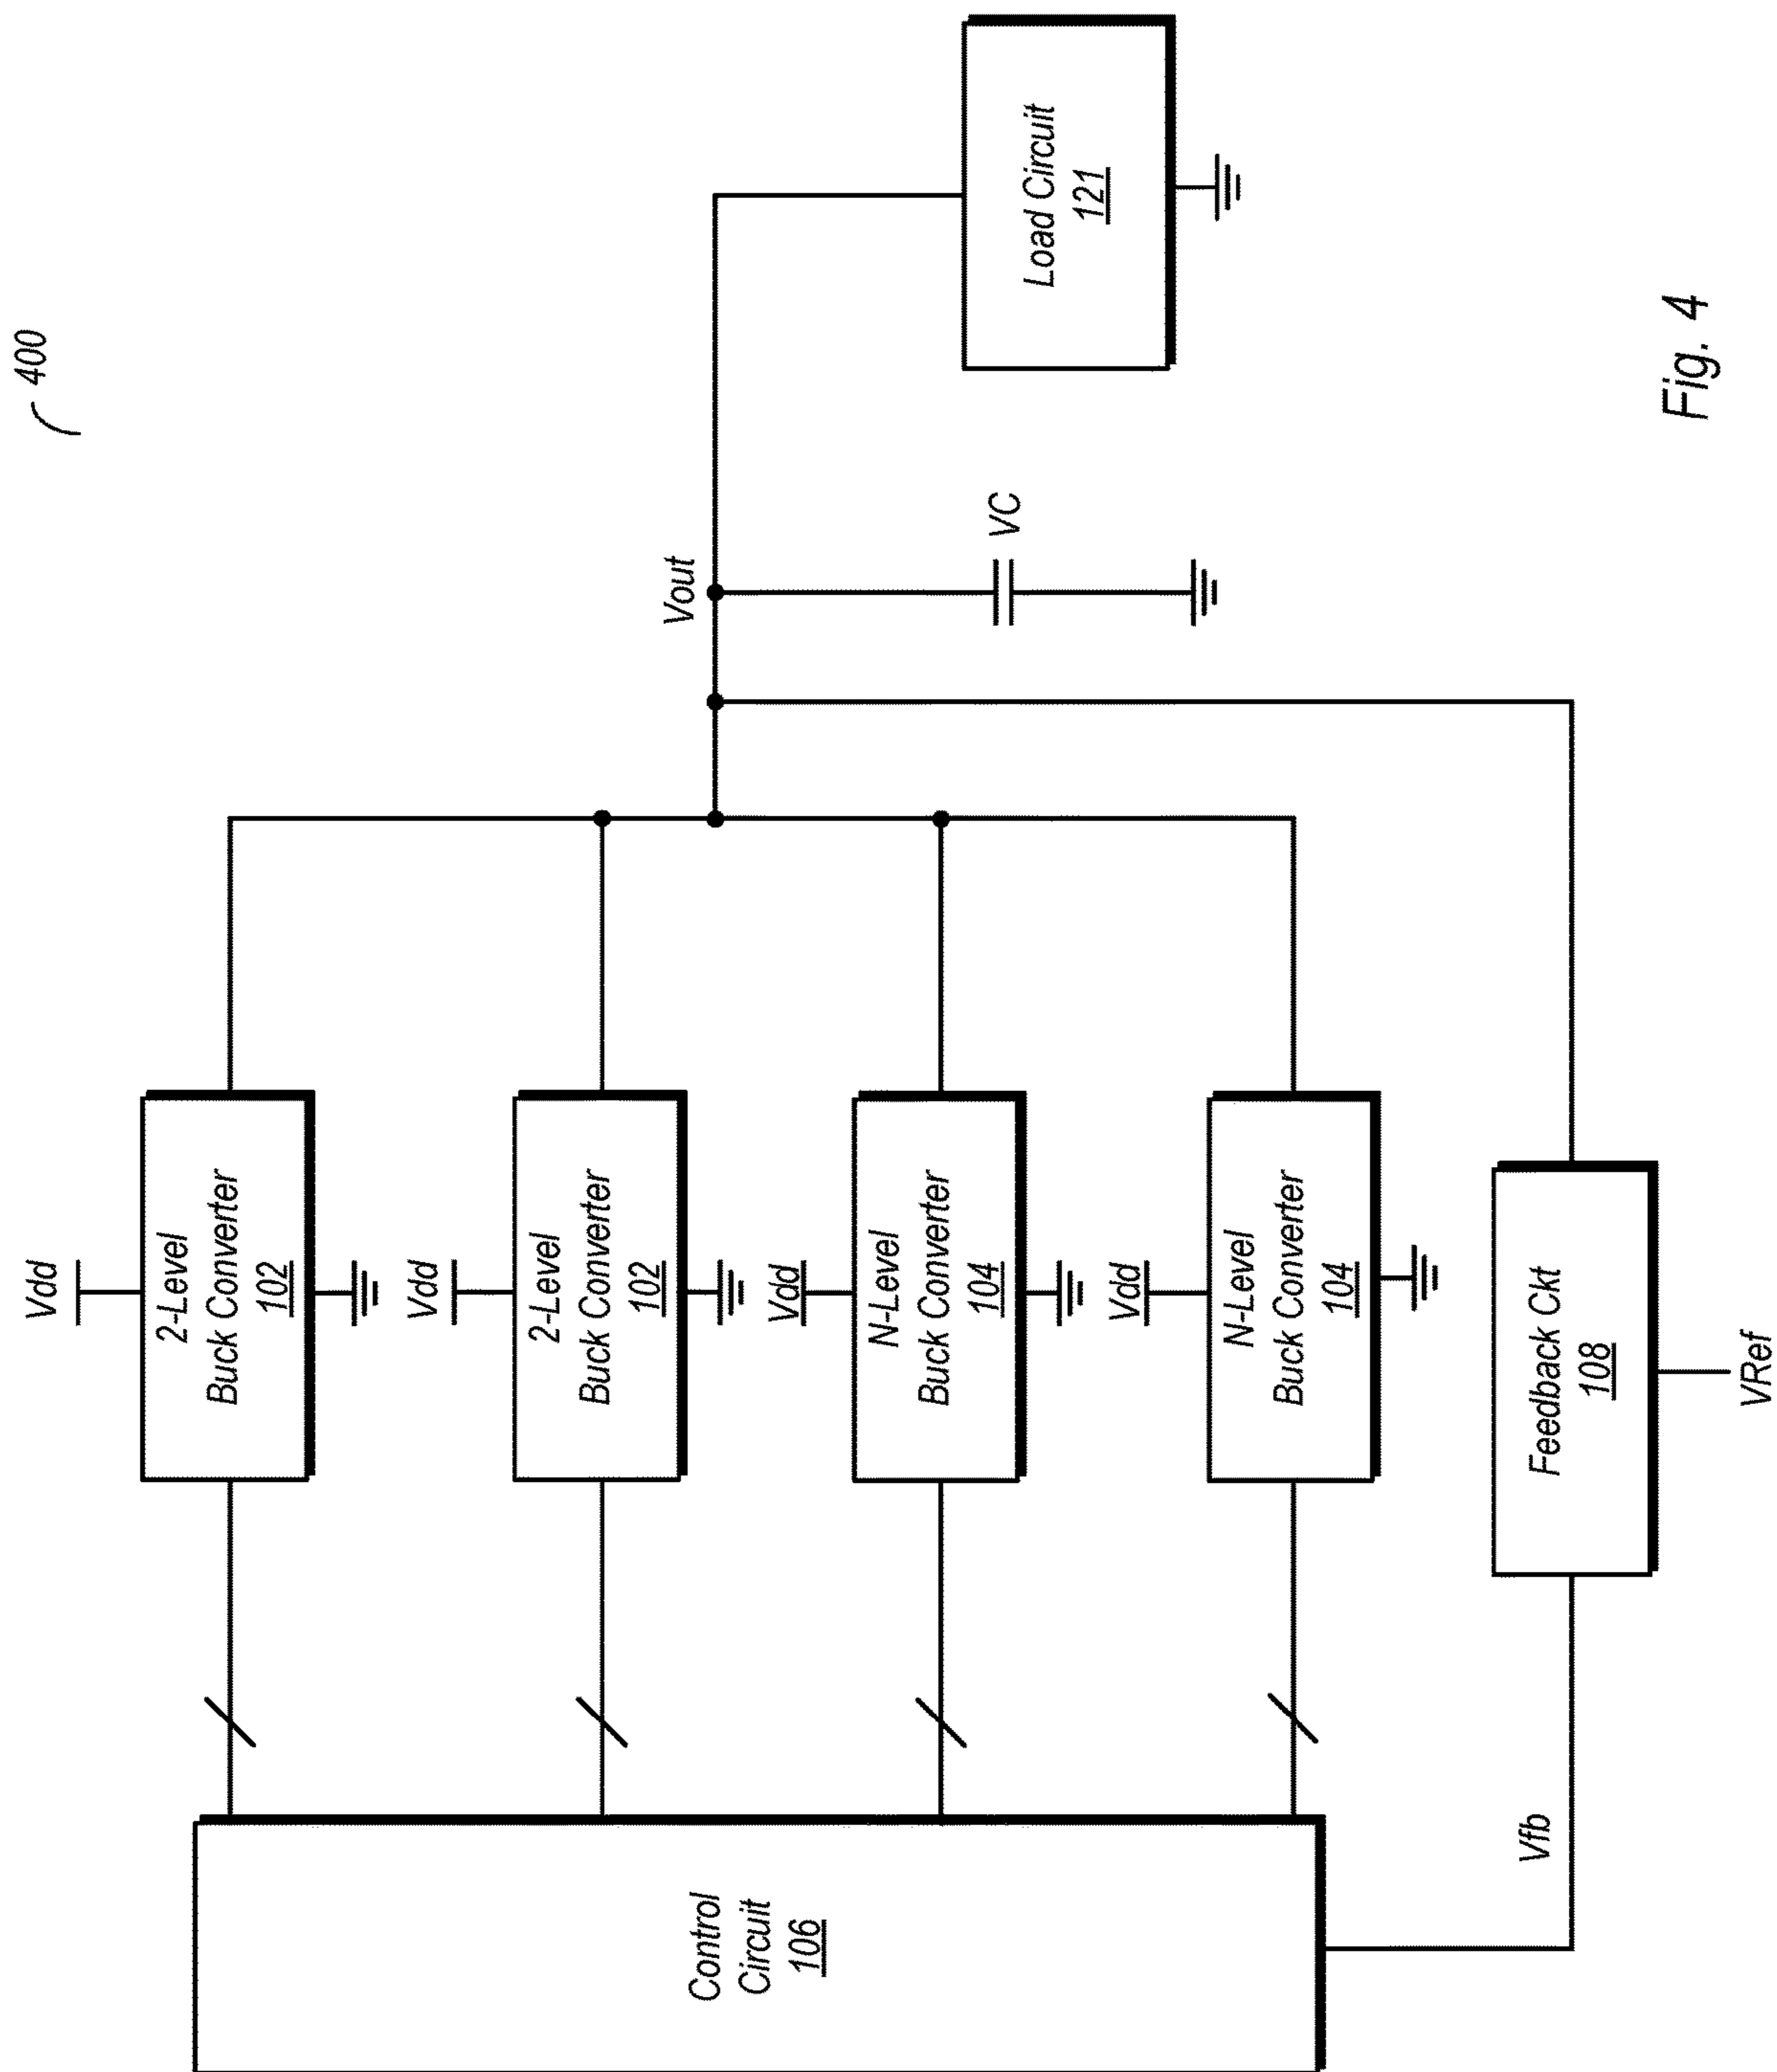 400
Vdd
2-Level
Buck Converter
102
Vdd
2-Level
Buck Converter
102
Vdd
N-Level
Buck Converter
104
Vdd
N-Level
Buck Converter
104
Control
Circuit
106
Vout
VC
Load Circuit
121
Vfb
Feedback Ckt
108
VRef
Fig. 4